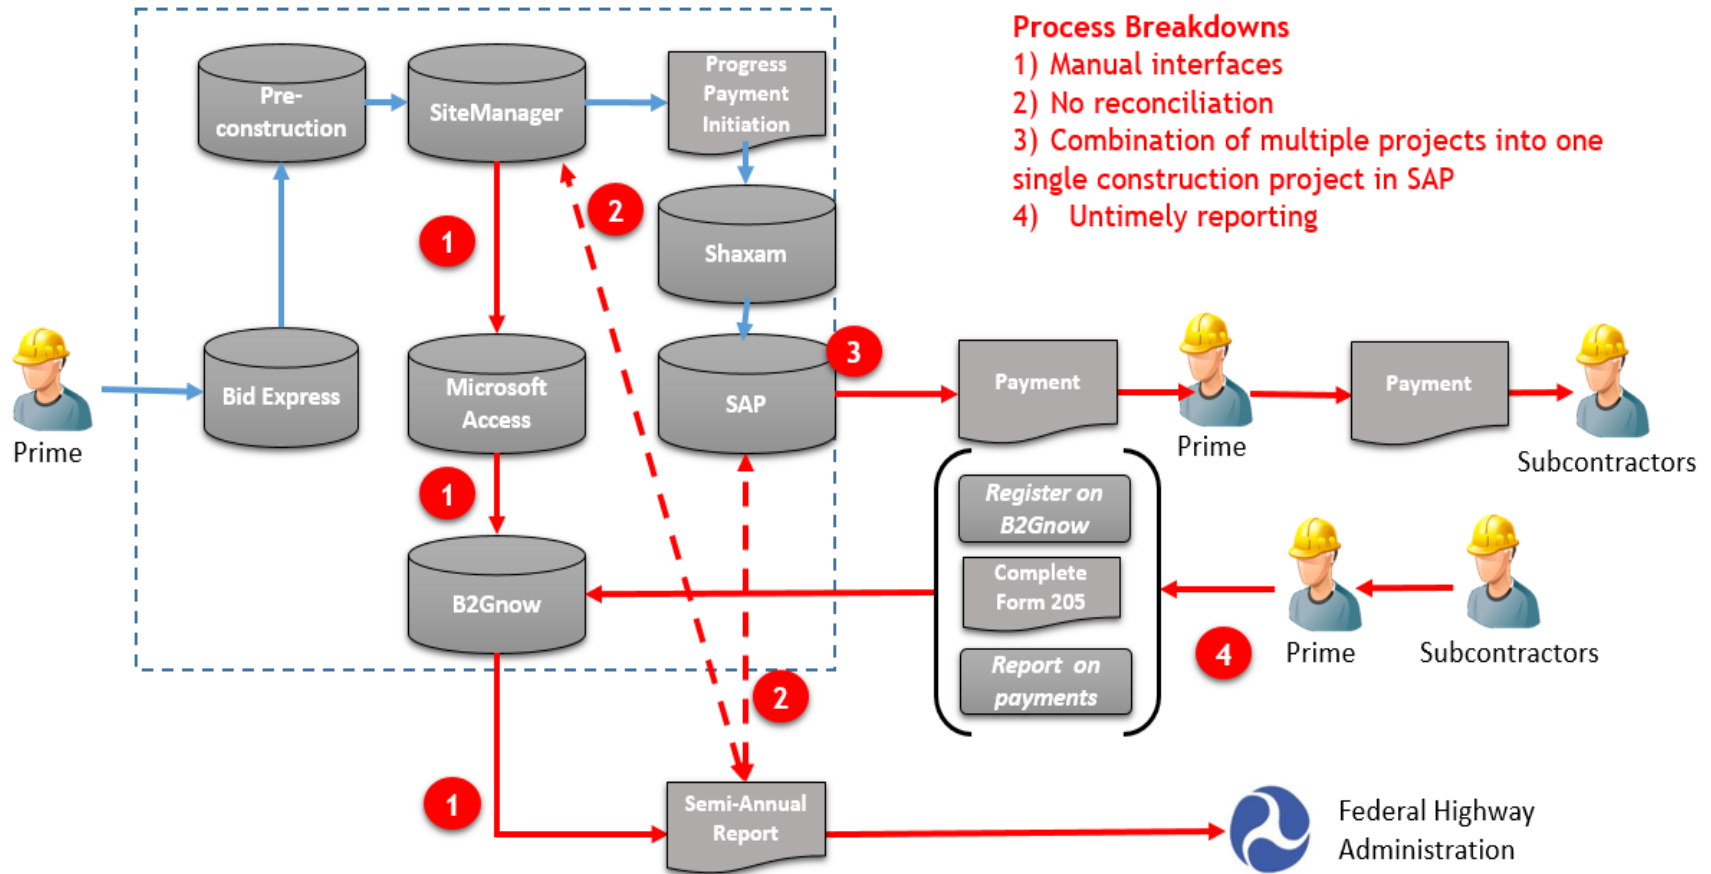 Process Breakdowns
1) Manual interfaces
2) No reconciliation
3) Combination of multiple projects into one
single construction project in SAP
4) Untimely reporting
Pre-
construction
SiteManager
Progress
Payment
Initiation
1
2
Shaxam
Prime
Bid Express
Microsoft
Access
SAP
3
Payment
Prime
Payment
Subcontractors
1
Register on
B2Gnow
B2Gnow
Complete
Form 205
Report on
payments
4
Prime
Subcontractors
2
1
Semi-Annual
Report
Federal Highway
Administration